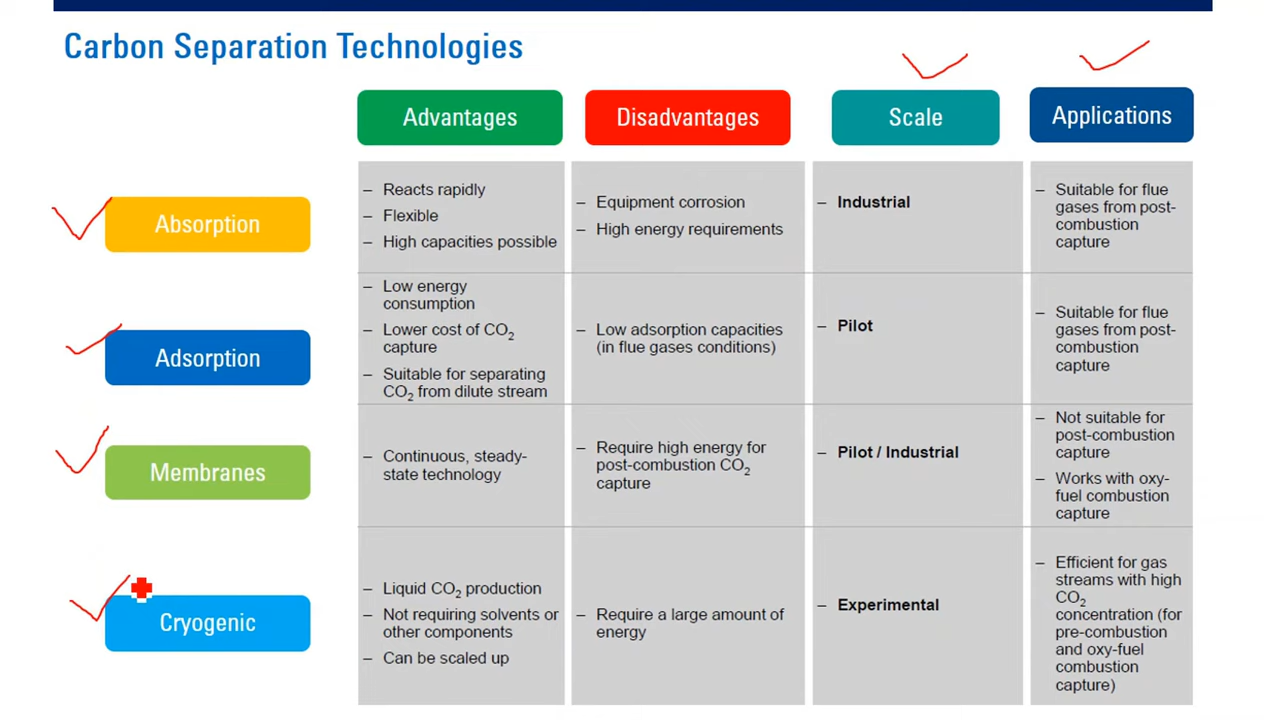 Carbon Separation Technologies
Advantages
Disadvantages
Scale
Applications
Absorption
– Reacts rapidly
– Flexible
– High capacities possible
– Equipment corrosion
– High energy requirements
– Industrial
– Suitable for flue
gases from post-
combustion
capture
Adsorption
– Low energy
consumption
– Lower cost of CO2
capture
– Suitable for separating
CO2 from dilute stream
– Low adsorption capacities
(in flue gases conditions)
– Pilot
– Suitable for flue
gases from post-
combustion
capture
Membranes
– Continuous, steady-
state technology
– Require high energy for
post-combustion CO2
capture
– Pilot / Industrial
– Not suitable for
post-combustion
capture
– Works with oxy-
fuel combustion
capture
Cryogenic
– Liquid CO2 production
– Not requiring solvents or
other components
– Can be scaled up
– Require a large amount of
energy
– Experimental
– Efficient for gas
streams with high
CO2
concentration (for
pre-combustion
and oxy-fuel
combustion
capture)